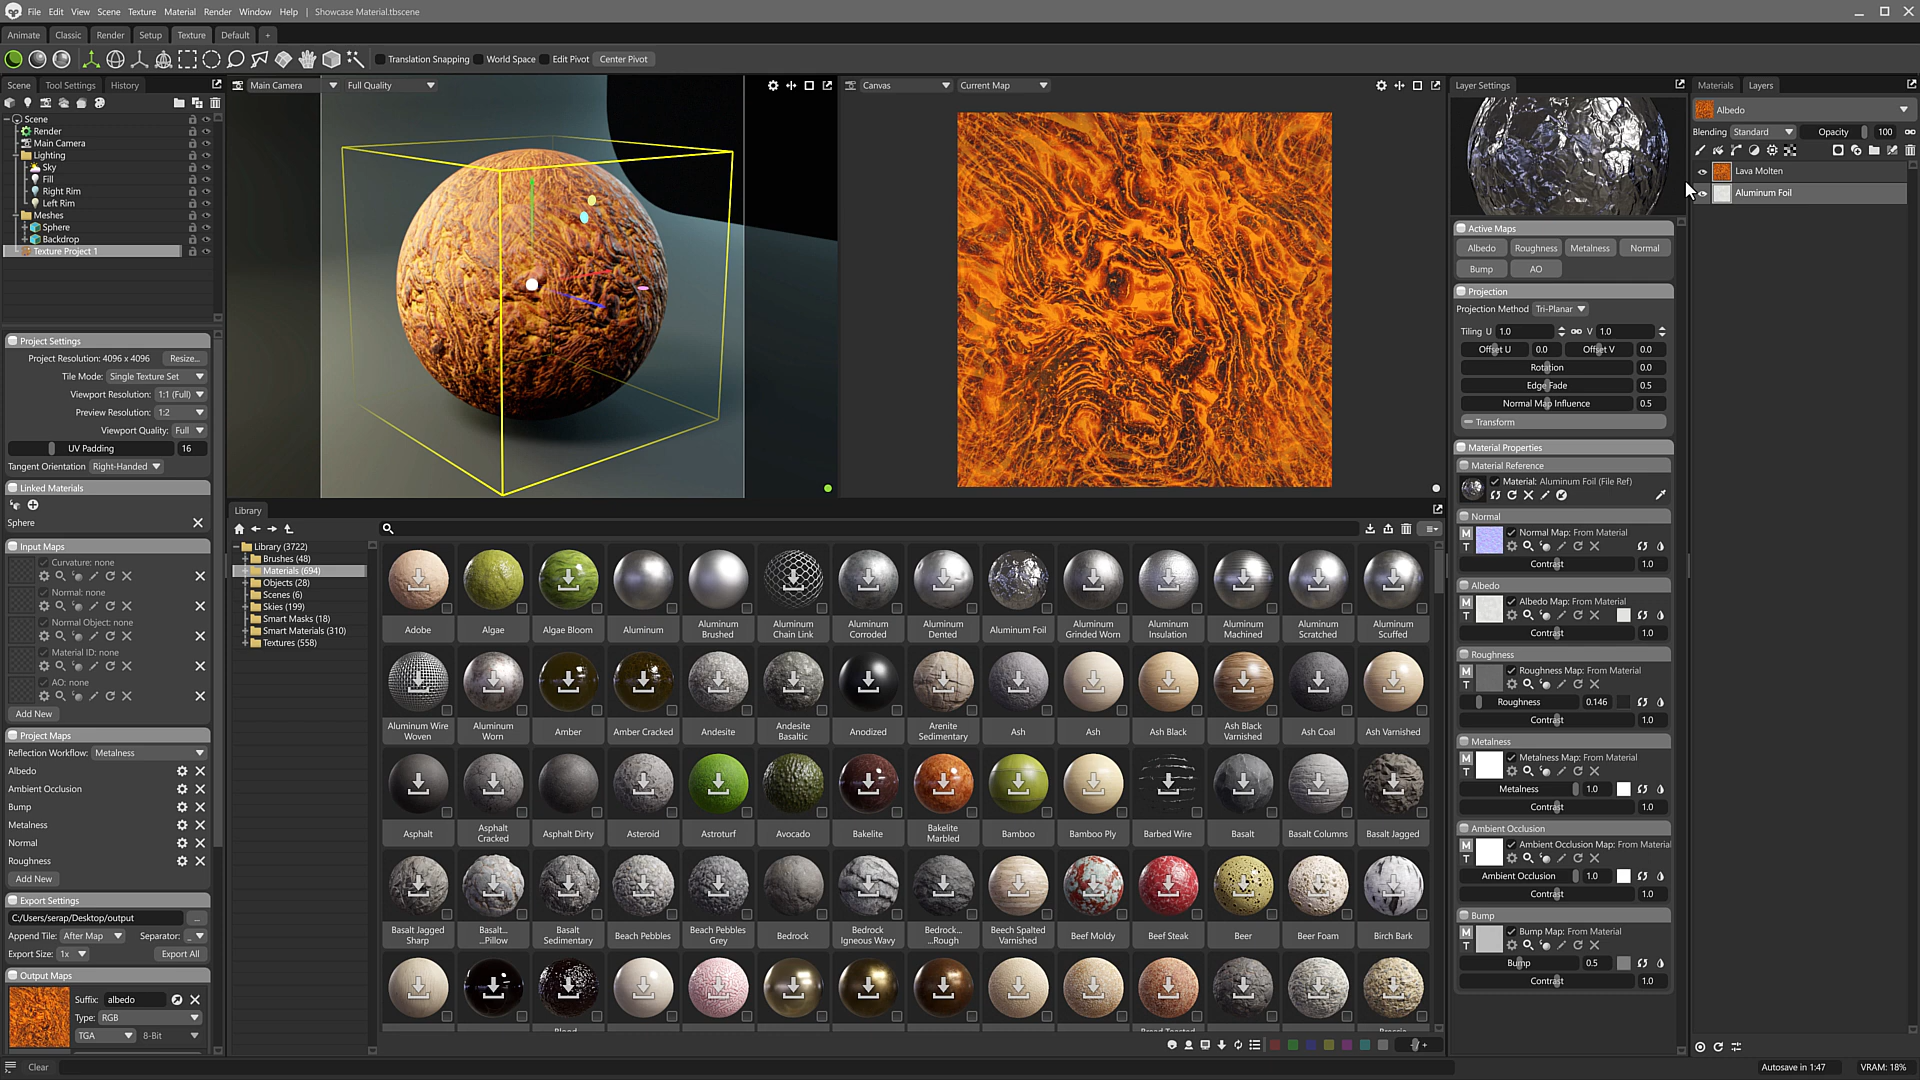 File Edit View Scene Texture Material Render Window Help | Showcase Material.tbscene
Animate Classic Render Setup Texture Default +
Translation Snapping World Space Edit Pivot Center Pivot
Scene Tool Settings History
Scene
Render
Main Camera
Lighting
Sky
Fill
Right Rim
Left Rim
Meshes
Sphere
Backdrop
Texture Project 1
Project Settings
Project Resolution: 4096 x 4096 Resize...
Tile Mode: Single Texture Set
Viewport Resolution: 1:1 (Full)
Preview Resolution: 1:2
Viewport Quality: Full
UV Padding 16
Tangent Orientation Right-Handed
Linked Materials
Sphere
Input Maps
Curvature: none
Normal: none
Normal Object: none
Material ID: none
AO: none
Add New
Project Maps
Reflection Workflow: Metalness
Albedo
Ambient Occlusion
Bump
Metalness
Normal
Roughness
Add New
Export Settings
C:/Users/serap/Desktop/output ...
Append Tile: After Map Separator: _
Export Size: 1x Export All
Output Maps
Suffix: albedo
Type: RGB
TGA 8-Bit
Clear
Main Camera Full Quality
Canvas Current Map
Library
Library (3722)
Brushes (48)
Materials (694)
Objects (28)
Scenes (6)
Skies (199)
Smart Masks (18)
Smart Materials (310)
Textures (558)
Adobe Algae Algae Bloom Aluminum Aluminum Brushed Aluminum Chain Link Aluminum Corroded Aluminum Dented Aluminum Foil Aluminum Grinded Worn Aluminum Insulation Aluminum Machined Aluminum Scratched Aluminum Scuffed
Aluminum Wire Woven Aluminum Worn Amber Amber Cracked Andesite Andesite Basaltic Anodized Arenite Sedimentary Ash Ash Ash Black Ash Black Varnished Ash Coal Ash Varnished
Asphalt Asphalt Cracked Asphalt Dirty Asteroid Astroturf Avocado Bakelite Bakelite Marbled Bamboo Bamboo Ply Barbed Wire Basalt Basalt Columns Basalt Jagged
Basalt Jagged Sharp Basalt... ...Pillow Basalt Sedimentary Beach Pebbles Beach Pebbles Grey Bedrock Bedrock Igneous Wavy Bedrock... ...Rough Beech Spalted Varnished Beef Moldy Beef Steak Beer Beer Foam Birch Bark
Layer Settings
Active Maps
Albedo Roughness Metalness Normal
Bump AO
Projection
Projection Method Tri-Planar
Tiling U 1.0 V 1.0
Offset U 0.0 Offset V 0.0
Rotation 0.0
Edge Fade 0.5
Normal Map Influence 0.5
Transform
Material Properties
Material Reference
Material: Aluminum Foil (File Ref)
Normal
M Normal Map: From Material
T
Contrast 1.0
Albedo
M Albedo Map: From Material
T
Contrast 1.0
Roughness
M Roughness Map: From Material
T
Roughness 0.146
Contrast 1.0
Metalness
M Metalness Map: From Material
T
Metalness 1.0
Contrast 1.0
Ambient Occlusion
M Ambient Occlusion Map: From Material
T
Ambient Occlusion 1.0
Contrast 1.0
Bump
M Bump Map: From Material
T
Bump 0.5
Contrast 1.0
Materials Layers
Albedo
Blending Standard Opacity 100
Lava Molten
Aluminum Foil
Autosave in 1:47 VRAM: 18%